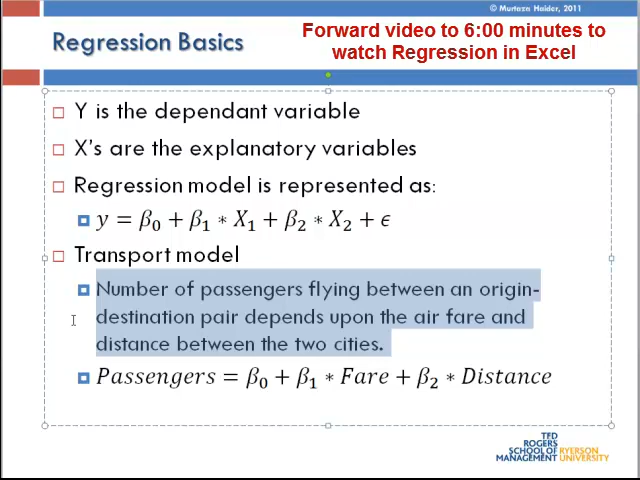 © Murtaza Haider, 2011
Regression Basics
Forward video to 6:00 minutes to
watch Regression in Excel
Y is the dependant variable
X's are the explanatory variables
Regression model is represented as:
y = β₀ + β₁ * X₁ + β₂ * X₂ + ϵ
Transport model
Number of passengers flying between an origin-
destination pair depends upon the air fare and
distance between the two cities.
Passengers = β₀ + β₁ * Fare + β₂ * Distance
TED
ROGERS
SCHOOL OF RYERSON
MANAGEMENT UNIVERSITY